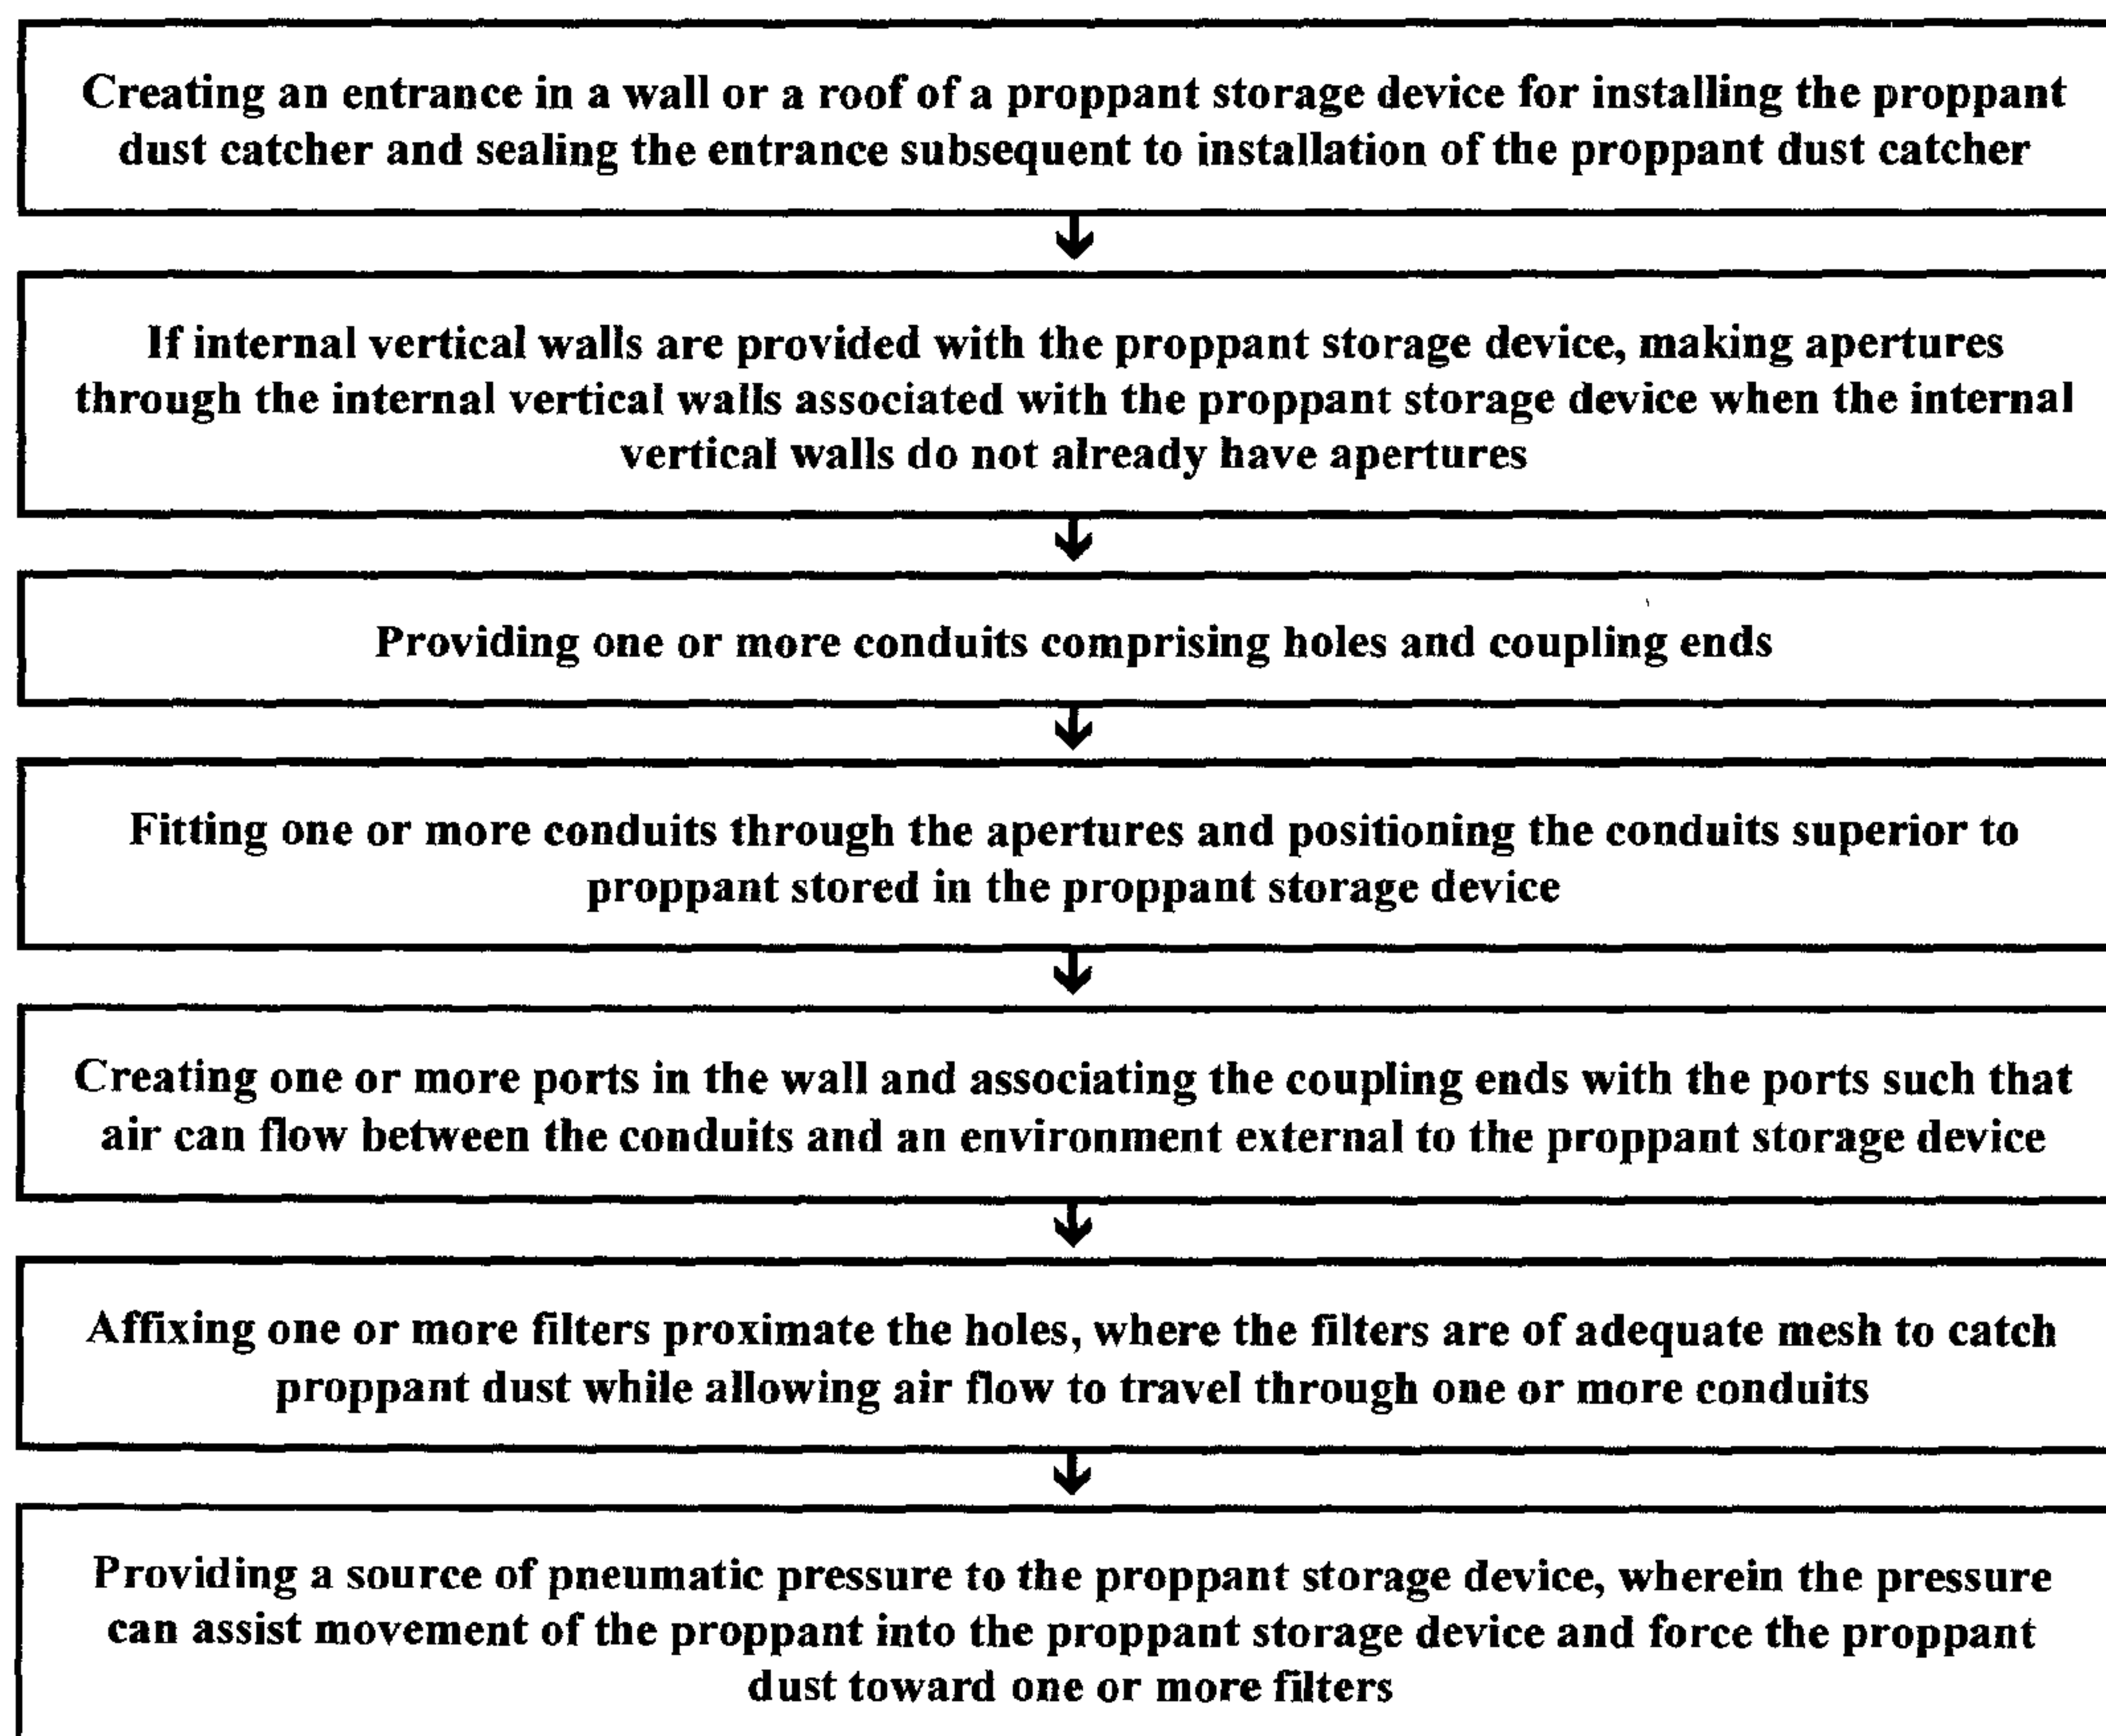 Creating an entrance in a wall or a roof of a proppant storage device for installing the proppant
dust catcher and sealing the entrance subsequent to installation of the proppant dust catcher
If internal vertical walls are provided with the proppant storage device, making apertures
through the internal vertical walls associated with the proppant storage device when the internal
vertical walls do not already have apertures
Providing one or more conduits comprising holes and coupling ends
Fitting one or more conduits through the apertures and positioning the conduits superior to
proppant stored in the proppant storage device
Creating one or more ports in the wall and associating the coupling ends with the ports such that
air can flow between the conduits and an environment external to the proppant storage device
Affixing one or more filters proximate the holes, where the filters are of adequate mesh to catch
proppant dust while allowing air flow to travel through one or more conduits
Providing a source of pneumatic pressure to the proppant storage device, wherein the pressure
can assist movement of the proppant into the proppant storage device and force the proppant
dust toward one or more filters